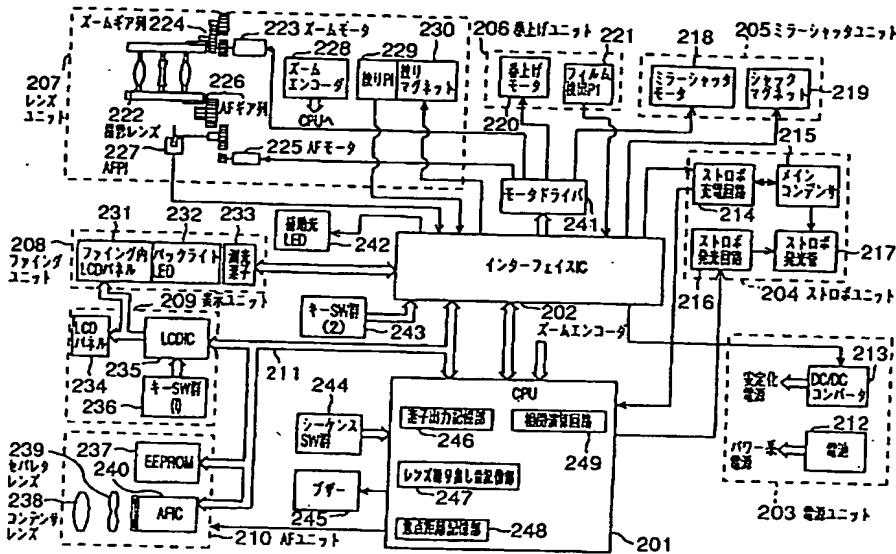 ズームギア列
224
223 ズームモータ
228
229
230
206 巻上げユニット
221
218
205 ミラーシャッタユニット
207
レンズ
ユニット
ズーム
エンコーダ
絞りPI
絞り
マグネット
巻上げ
モータ
フィルム
検出PI
ミラーシャッタ
モータ
シャッタ
マグネット
219
222
226
AFギア列
CPUへ
220
撮影レンズ
227
AFPI
225 AFモータ
215
ストロボ
充電回路
メイン
コンデンサ
214
モータドライバ
241
231
232
233
補助光
LED
242
208
ファイング
ユニット
ファイング内
LCDパネル
バックライト
LED
測光
素子
インターフェイスIC
ストロボ
発光回路
ストロボ
発光管
217
216
204 ストロボユニット
209 表示ユニット
キーSW群
(2)
243
202
ズームエンコーダ
LCD
パネル
LCDIC
234
235
211
213
キーSW群
(1)
236
244
CPU
安定化
電源
DC/DC
コンバータ
シーケンス
SW群
素子出力記憶部
246
相関演算回路
249
212
239
237
セパレタ
レンズ
240
EEPROM
パワー系
電源
電池
レンズ繰り出し量記憶部
247
ブザー
245
238
コンデンサ
レンズ
AFIC
焦点距離記憶部
248
201
203 電源ユニット
210 AFユニット